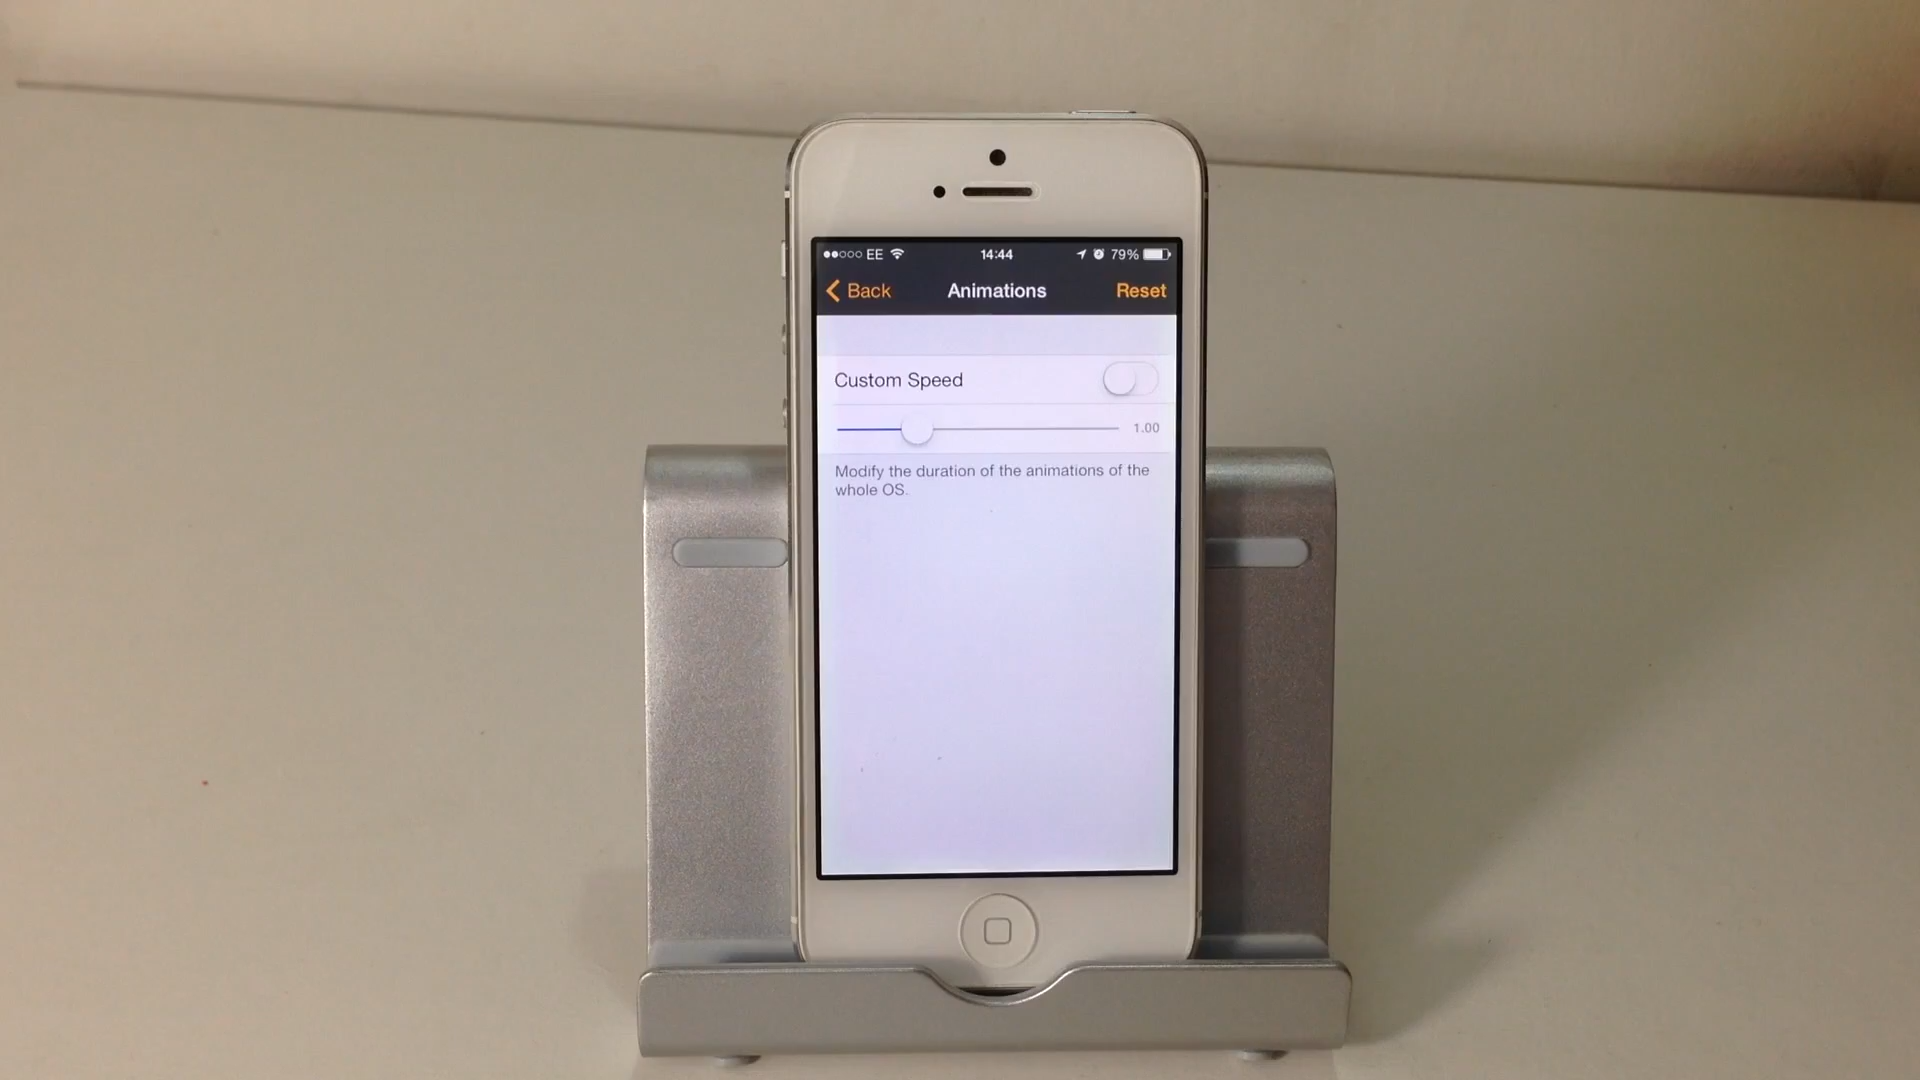 EE 14:44 79%
Back Animations Reset
Custom Speed
1.00
Modify the duration of the animations of the
whole OS.